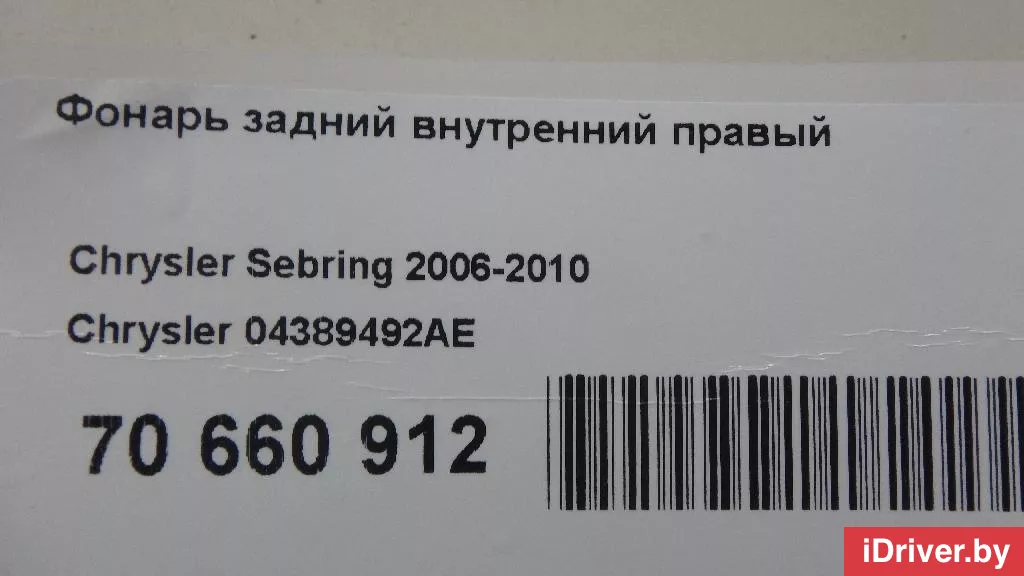 Фонарь задний внутренний правый
Chrysler Sebring 2006-2010
Chrysler 04389492AE
70 660 912
iDriver.by